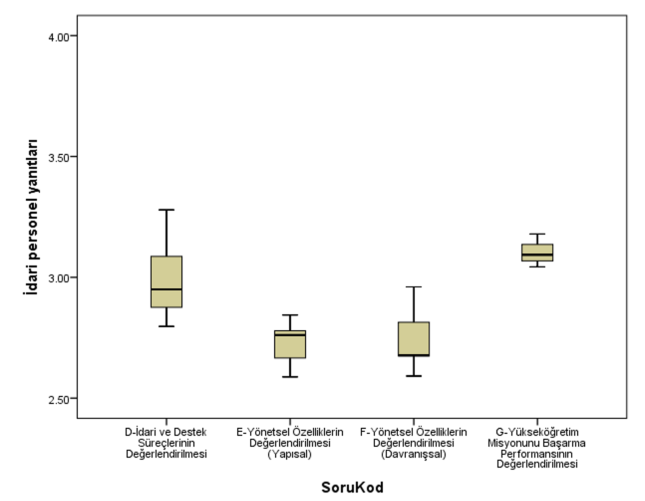 4.00
3.50
3.00
2.50
İdari personel yanıtları
D-İdari ve Destek
Süreçlerinin
Değerlendirilmesi
E-Yönetsel Özelliklerin
Değerlendirilmesi
(Yapısal)
F-Yönetsel Özelliklerin
Değerlendirilmesi
(Davranışsal)
G-Yükseköğretim
Misyonunu Başarma
Performansının
Değerlendirilmesi
SoruKod